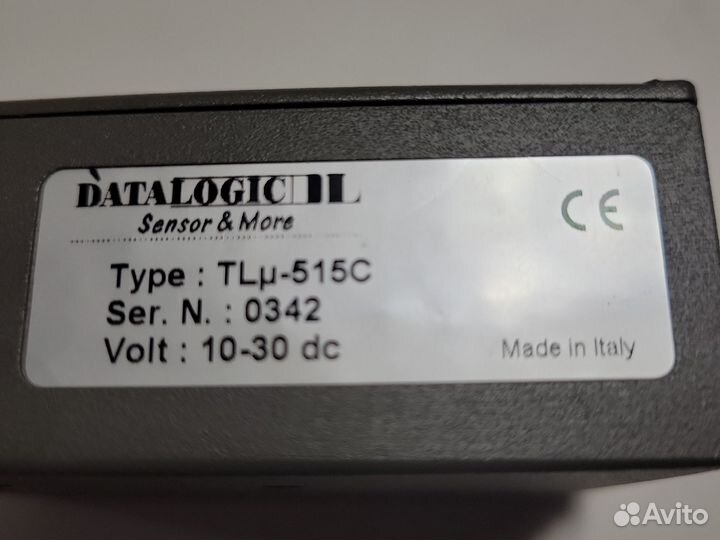 DATALOGIC
Sensor & More
CE
Type : TLµ-515C
Ser. N. : 0342
Volt : 10-30 dc
Made in Italy
Avito